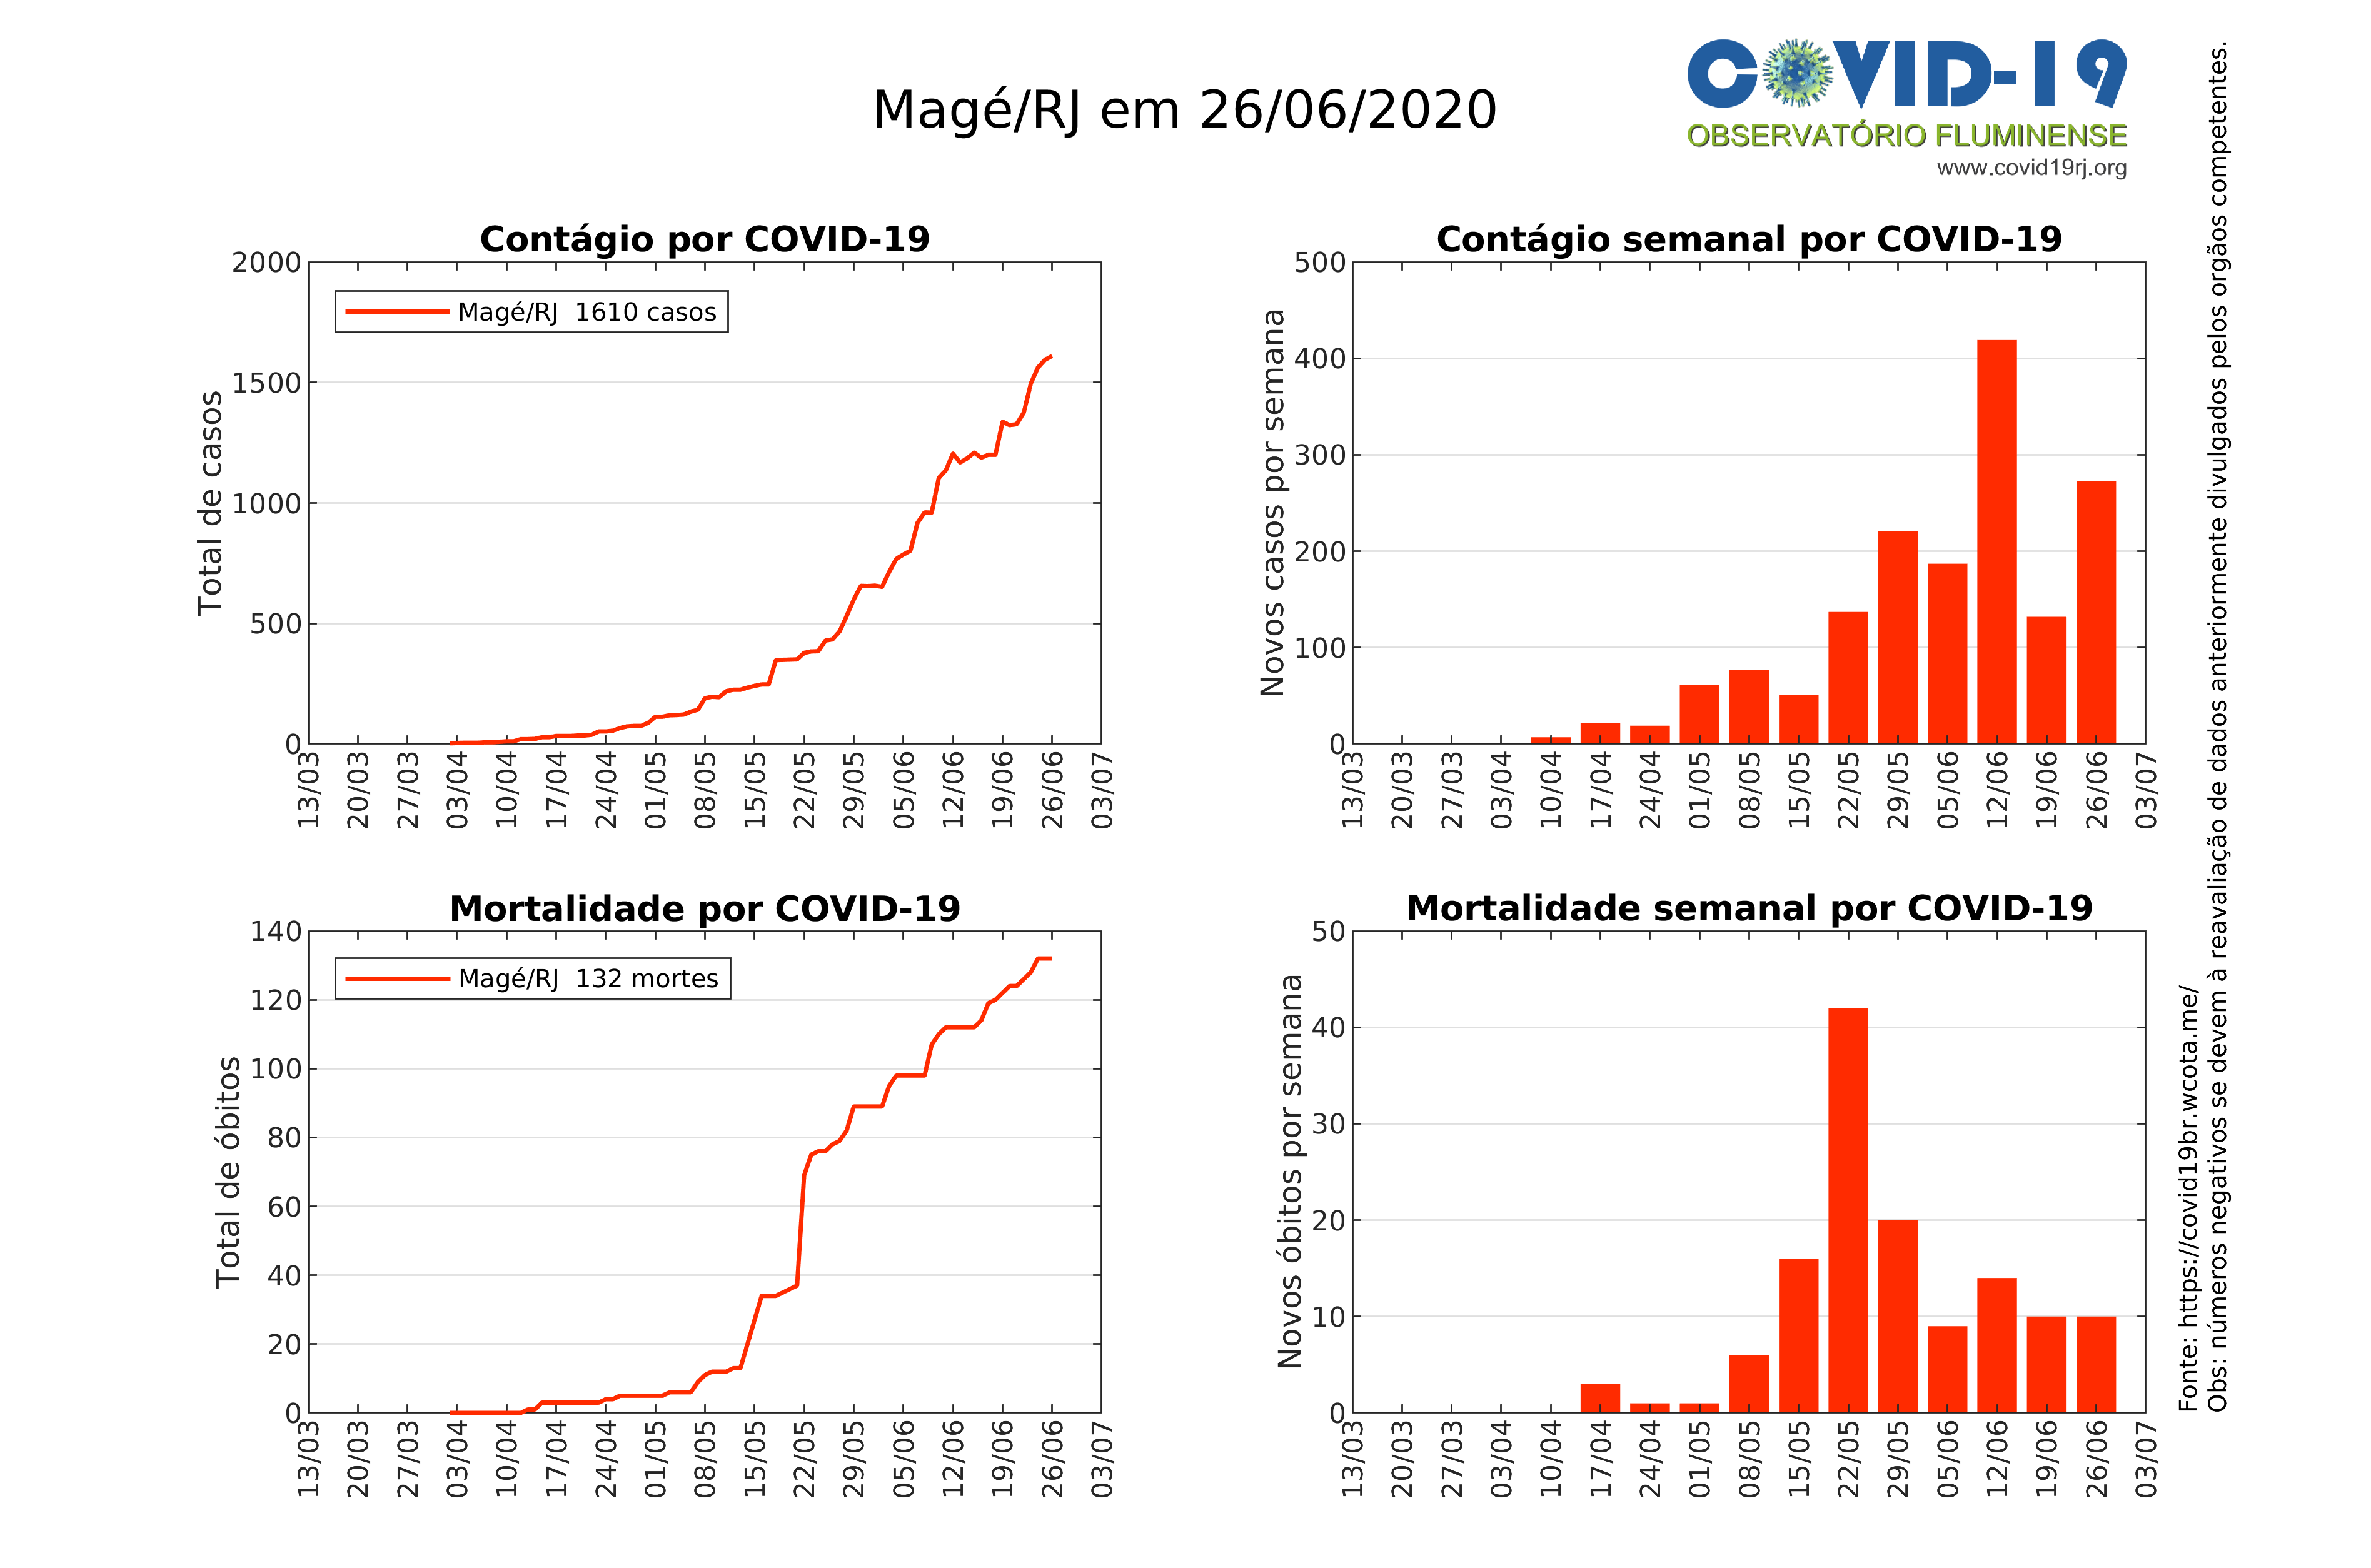 Magé/RJ em 26/06/2020
COVID-19
OBSERVATÓRIO FLUMINENSE
www.covid19rj.org
Contágio por COVID-19
Total de casos
2000
1500
1000
500
0
Magé/RJ 1610 casos
13/03 20/03 27/03 03/04 10/04 17/04 24/04 01/05 08/05 15/05 22/05 29/05 05/06 12/06 19/06 26/06 03/07
Contágio semanal por COVID-19
Novos casos por semana
500
400
300
200
100
0
13/03 20/03 27/03 03/04 10/04 17/04 24/04 01/05 08/05 15/05 22/05 29/05 05/06 12/06 19/06 26/06 03/07
Mortalidade por COVID-19
Total de óbitos
140
120
100
80
60
40
20
0
Magé/RJ 132 mortes
13/03 20/03 27/03 03/04 10/04 17/04 24/04 01/05 08/05 15/05 22/05 29/05 05/06 12/06 19/06 26/06 03/07
Mortalidade semanal por COVID-19
Novos óbitos por semana
50
40
30
20
10
0
13/03 20/03 27/03 03/04 10/04 17/04 24/04 01/05 08/05 15/05 22/05 29/05 05/06 12/06 19/06 26/06 03/07
Fonte: https://covid19br.wcota.me/
Obs: números negativos se devem à reavaliação de dados anteriormente divulgados pelos orgãos competentes.